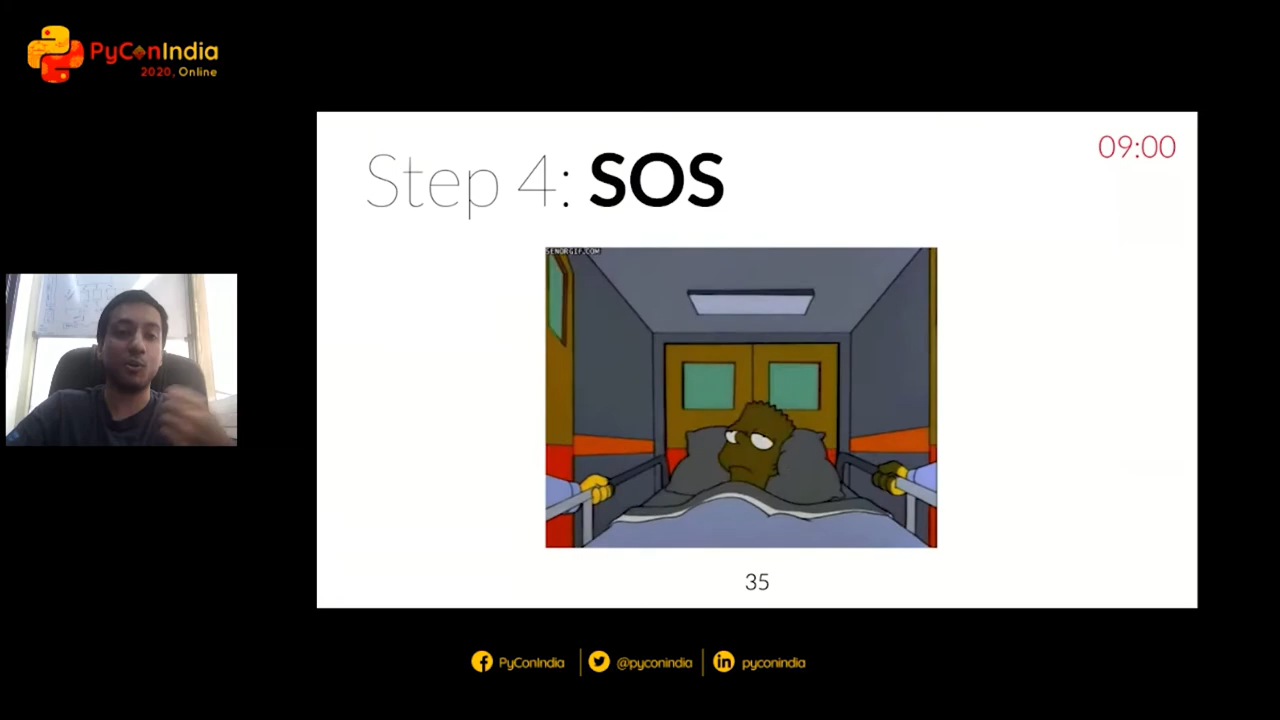 PyConIndia
2020, Online
Step 4: SOS
09:00
SENORGIF.COM
35
PyConIndia
@pyconindia
pyconindia